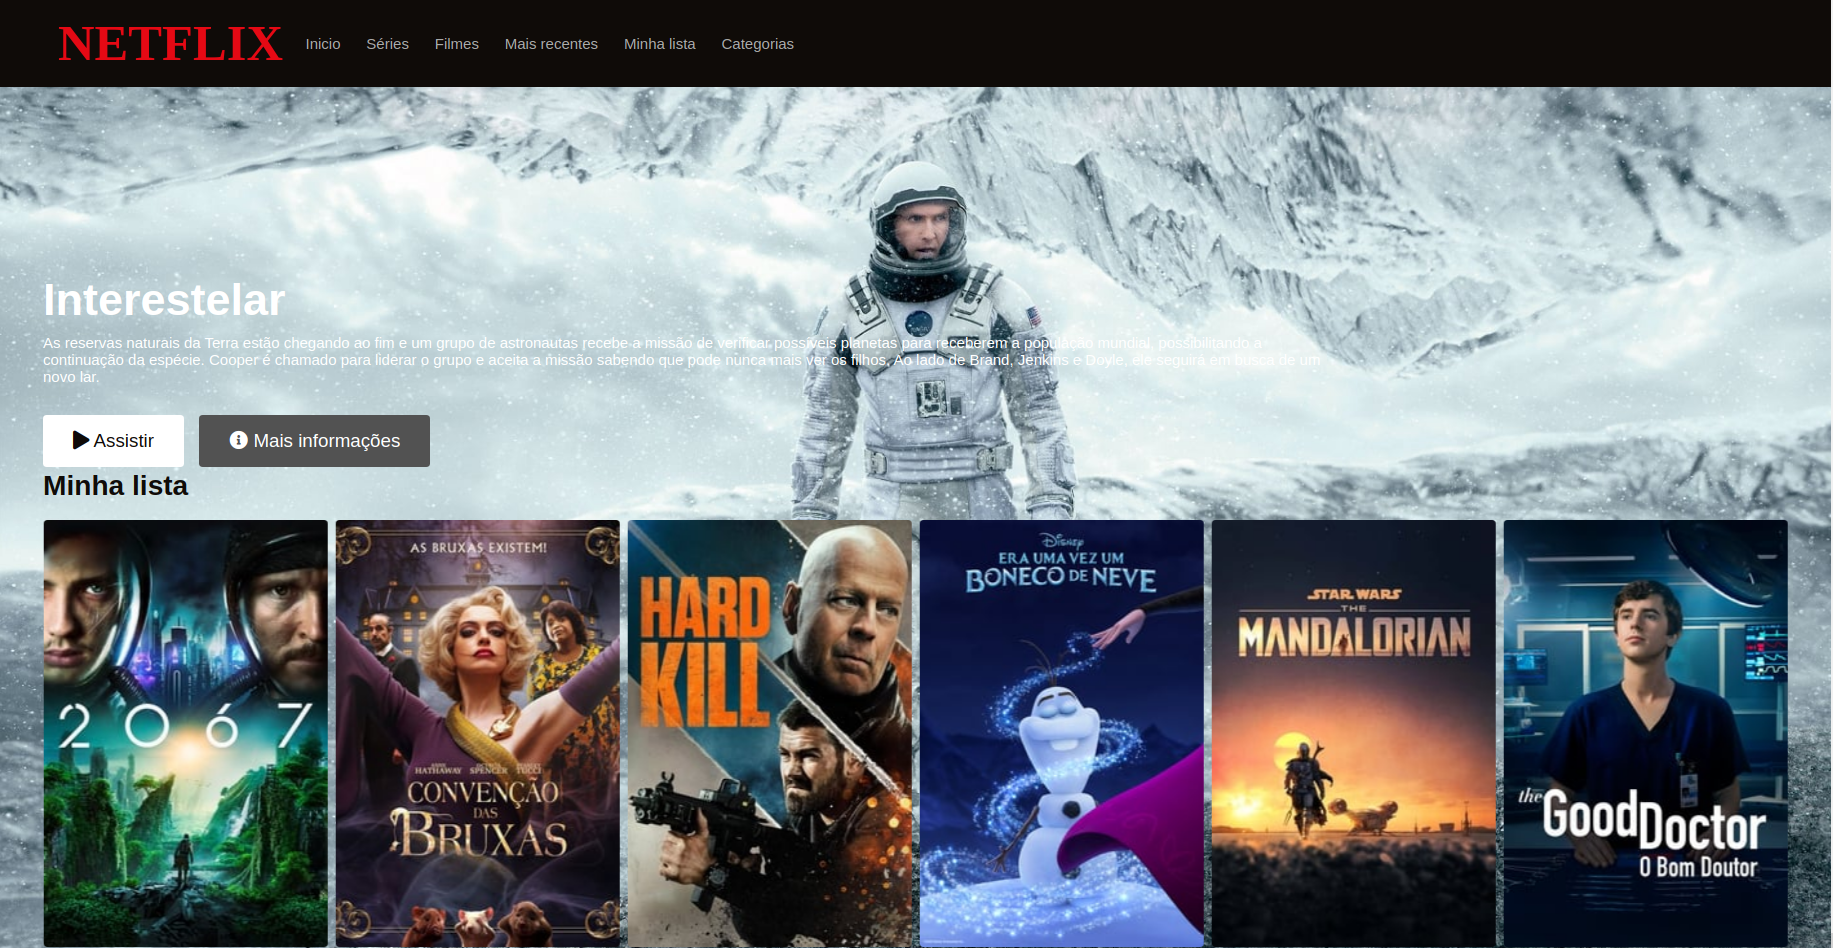 NETFLIX Inicio Séries Filmes Mais recentes Minha lista Categorias
Interestelar
As reservas naturais da Terra estão chegando ao fim e um grupo de astronautas recebe a missão de verificar possíveis planetas para receberem a população mundial, possibilitando a
continuação da espécie. Cooper é chamado para liderar o grupo e aceita a missão sabendo que pode nunca mais ver os filhos. Ao lado de Brand, Jenkins e Doyle, ele seguirá em busca de um
novo lar.
Assistir
Mais informações
Minha lista
2067
AS BRUXAS EXISTEM!
ANNE HATHAWAY OCTAVIA SPENCER STANLEY TUCCI
CONVENÇÃO
DAS
BRUXAS
HARD
KILL
Disney
ERA UMA VEZ UM
BONECO DE NEVE
STAR WARS
THE
MANDALORIAN
the GoodDoctor
O Bom Doutor